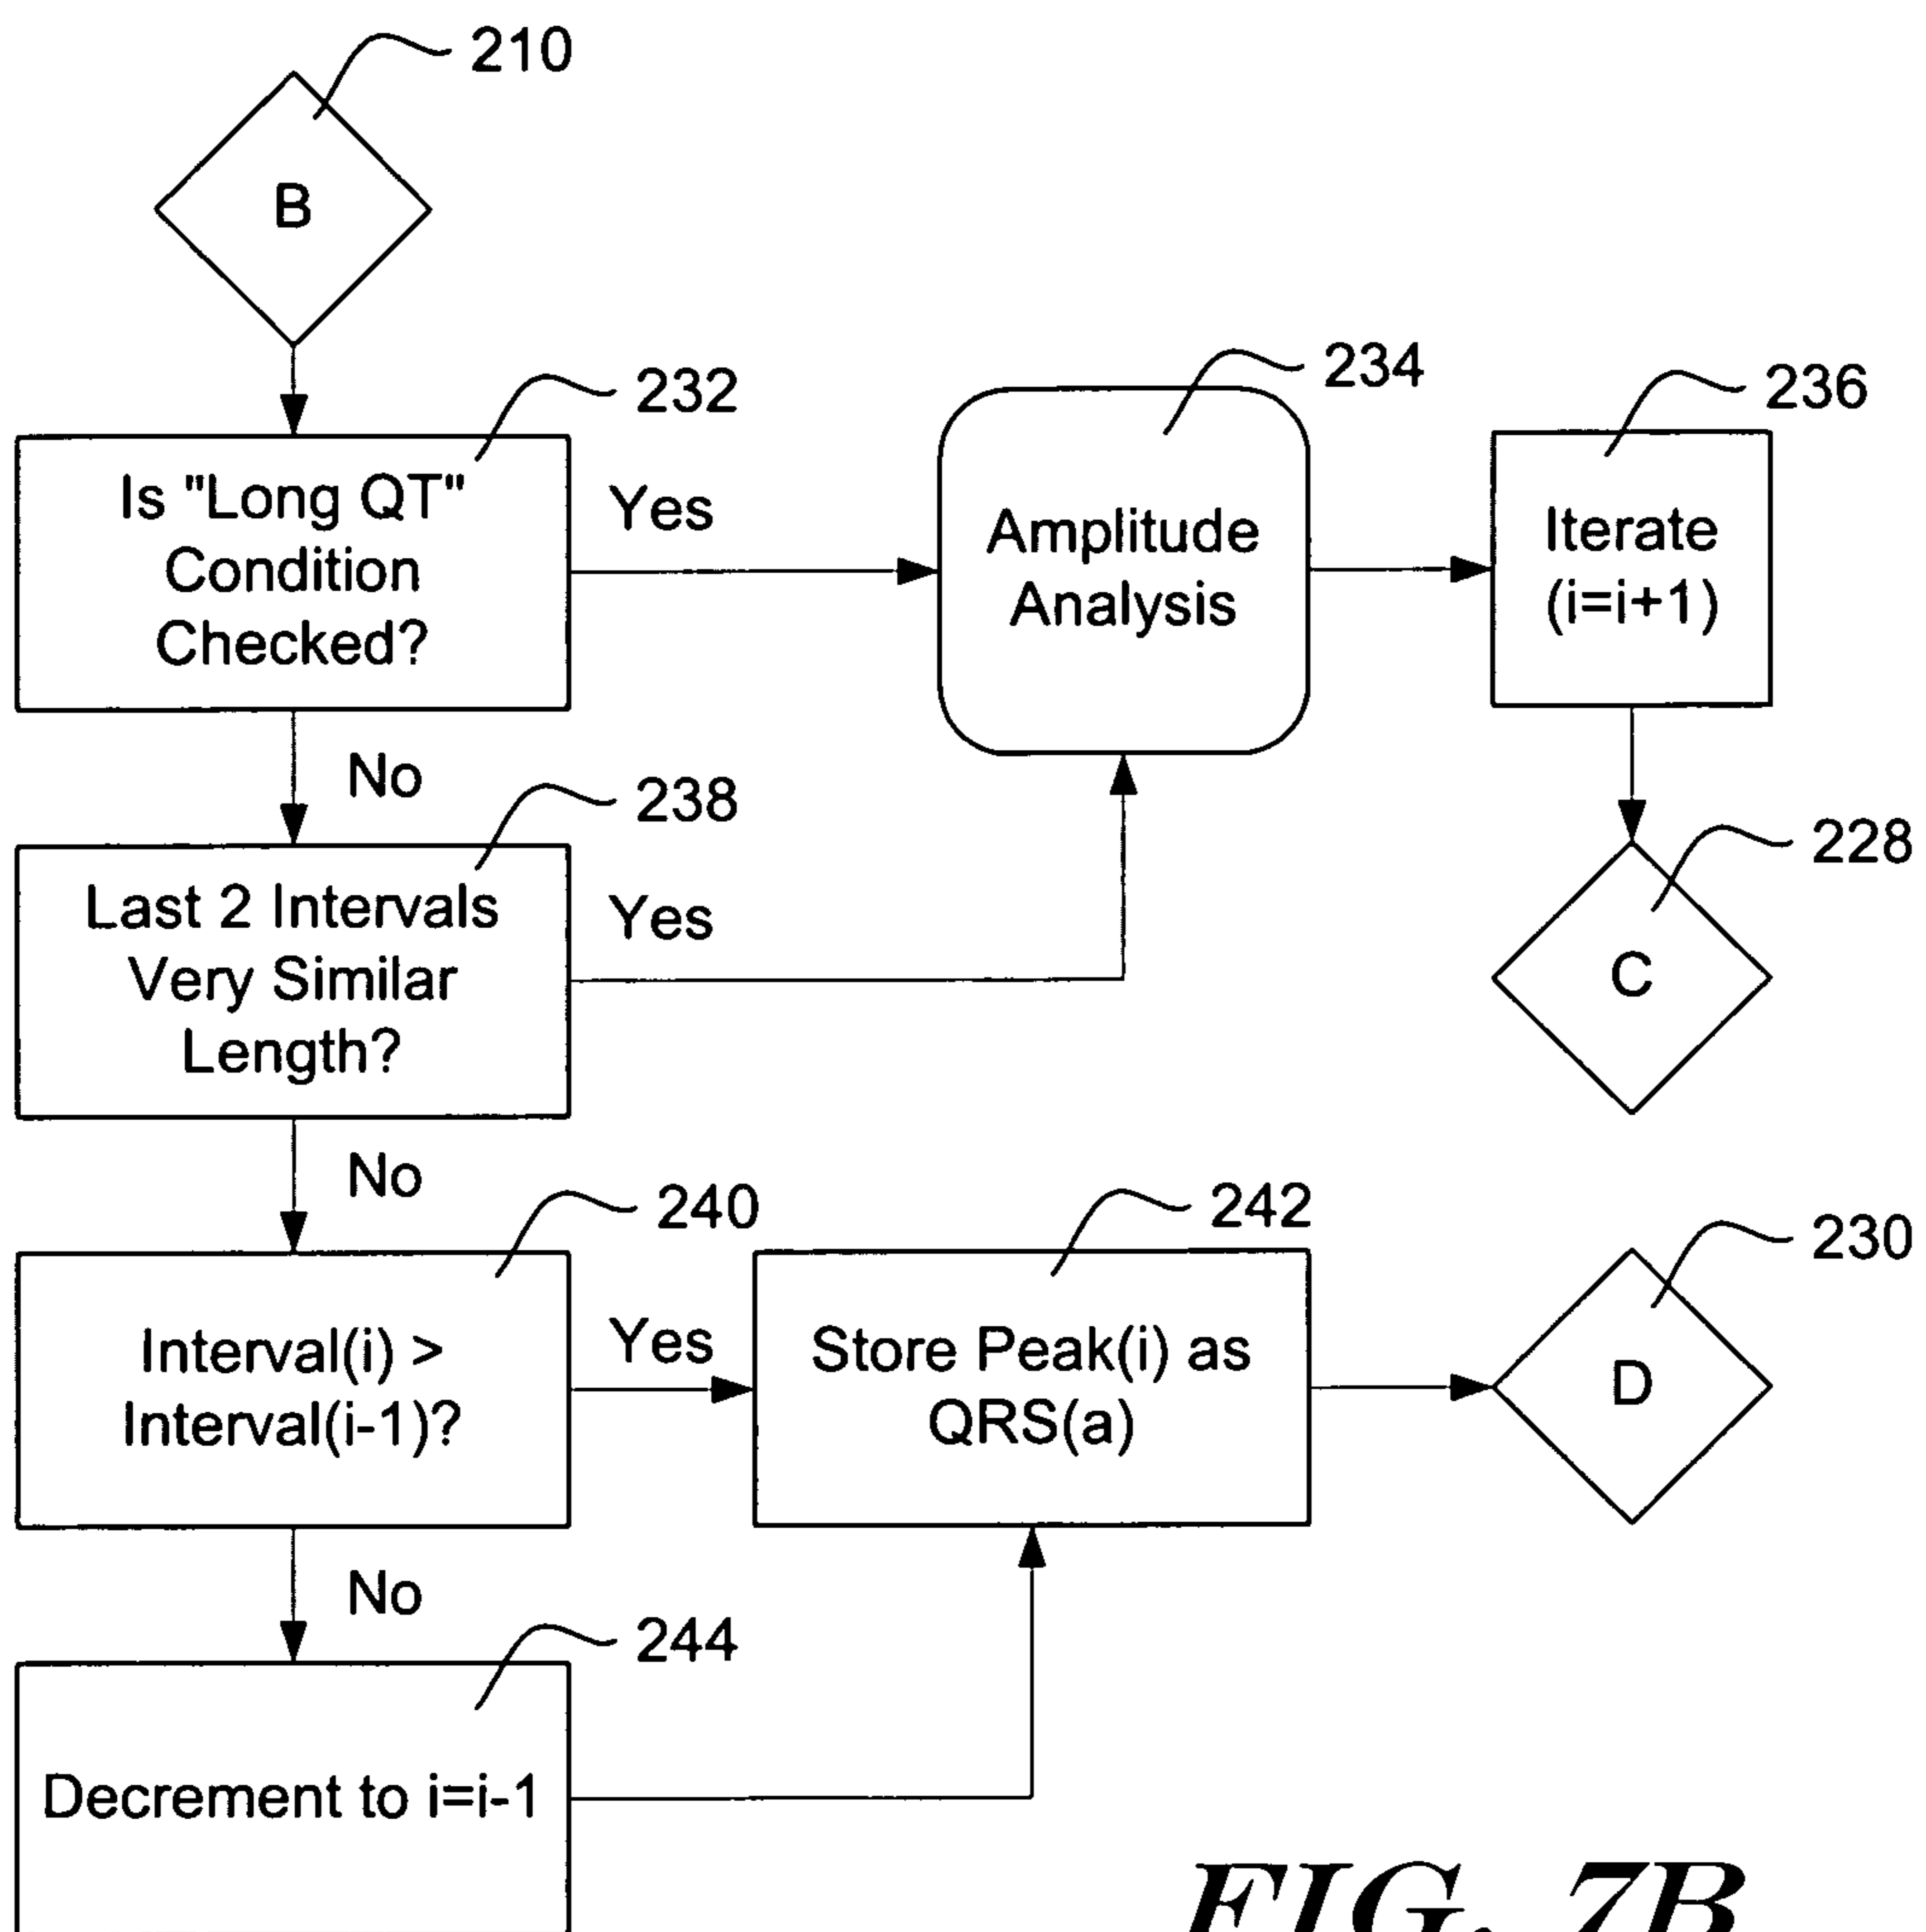 210
B
232
Is "Long QT"
Condition
Checked?
Yes
234
Amplitude
Analysis
236
Iterate
(i=i+1)
No
228
C
238
Last 2 Intervals
Very Similar
Length?
Yes
No
240
Interval(i) >
Interval(i-1)?
Yes
242
Store Peak(i) as
QRS(a)
230
D
No
244
Decrement to i=i-1
FIG. 7B